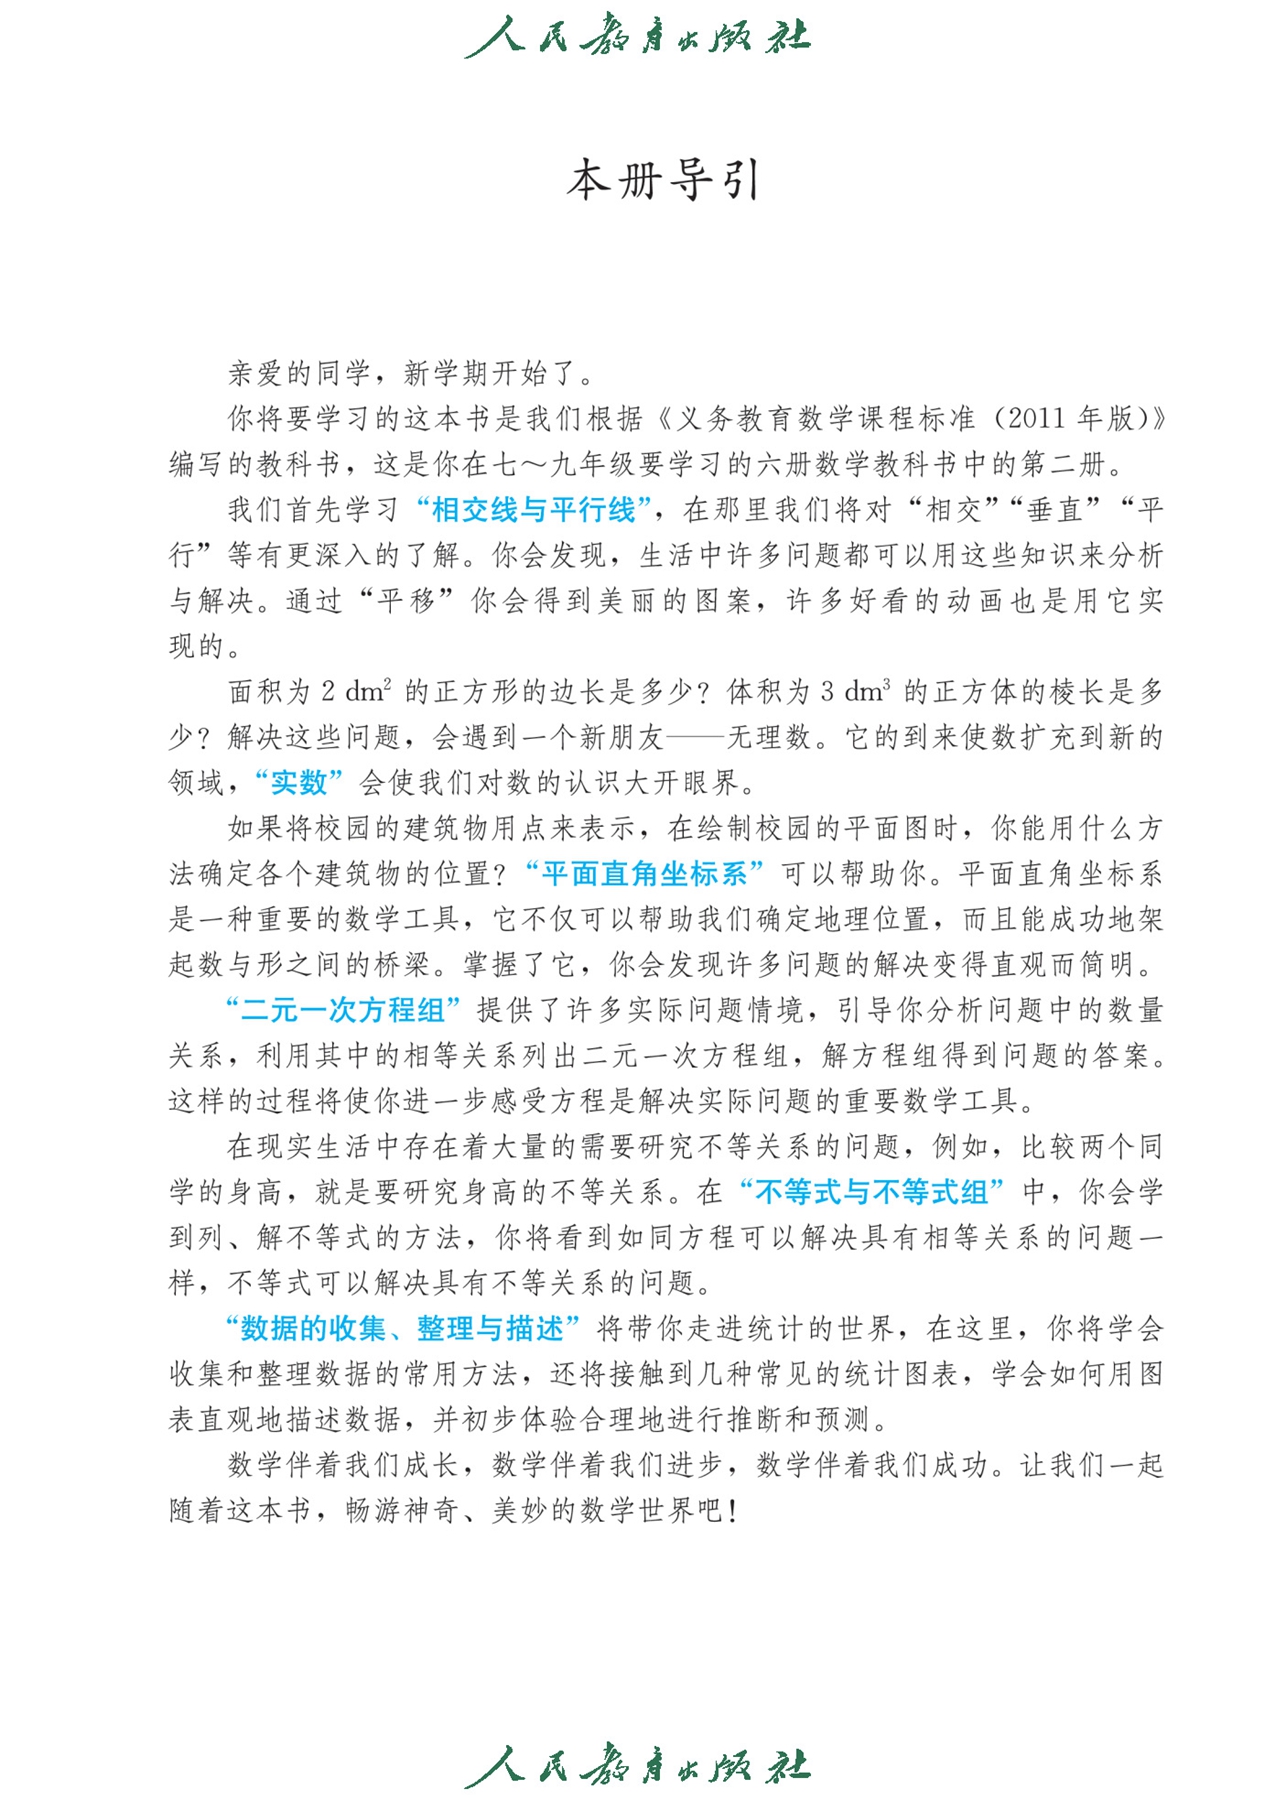 人民教育出版社
本册导引
亲爱的同学，新学期开始了。
你将要学习的这本书是我们根据《义务教育数学课程标准（2011 年版）》
编写的教科书，这是你在七～九年级要学习的六册数学教科书中的第二册。
我们首先学习“相交线与平行线”，在那里我们将对“相交”“垂直”“平
行”等有更深入的了解。你会发现，生活中许多问题都可以用这些知识来分析
与解决。通过“平移”你会得到美丽的图案，许多好看的动画也是用它实
现的。
面积为 2 dm² 的正方形的边长是多少？体积为 3 dm³ 的正方体的棱长是多
少？解决这些问题，会遇到一个新朋友——无理数。它的到来使数扩充到新的
领域，“实数”会使我们对数的认识大开眼界。
如果将校园的建筑物用点来表示，在绘制校园的平面图时，你能用什么方
法确定各个建筑物的位置？“平面直角坐标系”可以帮助你。平面直角坐标系
是一种重要的数学工具，它不仅可以帮助我们确定地理位置，而且能成功地架
起数与形之间的桥梁。掌握了它，你会发现许多问题的解决变得直观而简明。
“二元一次方程组”提供了许多实际问题情境，引导你分析问题中的数量
关系，利用其中的相等关系列出二元一次方程组，解方程组得到问题的答案。
这样的过程将使你进一步感受方程是解决实际问题的重要数学工具。
在现实生活中存在着大量的需要研究不等关系的问题，例如，比较两个同
学的身高，就是要研究身高的不等关系。在“不等式与不等式组”中，你会学
到列、解不等式的方法，你将看到如同方程可以解决具有相等关系的问题一
样，不等式可以解决具有不等关系的问题。
“数据的收集、整理与描述”将带你走进统计的世界，在这里，你将学会
收集和整理数据的常用方法，还将接触到几种常见的统计图表，学会如何用图
表直观地描述数据，并初步体验合理地进行推断和预测。
数学伴着我们成长，数学伴着我们进步，数学伴着我们成功。让我们一起
随着这本书，畅游神奇、美妙的数学世界吧！
人民教育出版社